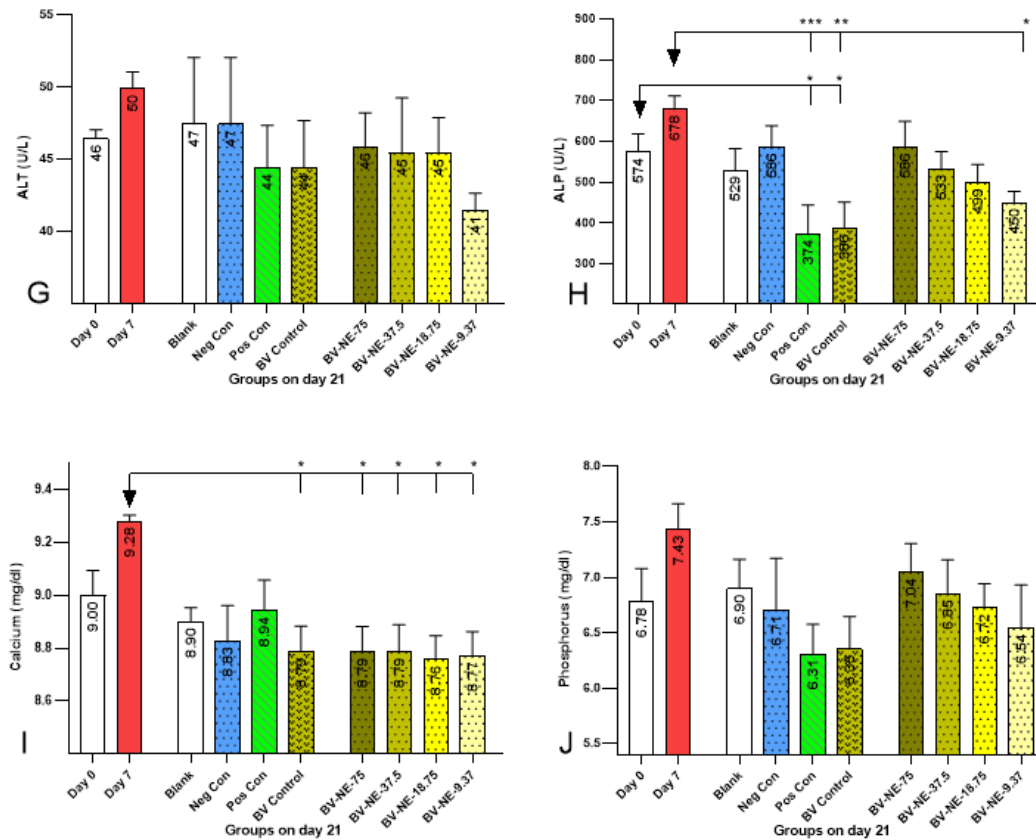 55
50
45
40
ALT (U/L)
46
50
47
47
44
44
46
45
45
41
G
Day 0
Day 7
Blank
Neg Con
Pos Con
BV Control
BV-NE-75
BV-NE-37.5
BV-NE-18.75
BV-NE-9.37
Groups on day 21
900
800
700
600
500
400
300
ALP (U/L)
***
**
*
*
*
574
678
529
586
374
386
586
533
499
450
H
Day 0
Day 7
Blank
Neg Con
Pos Con
BV Control
BV-NE-75
BV-NE-37.5
BV-NE-18.75
BV-NE-9.37
Groups on day 21
9.4
9.2
9.0
8.8
8.6
Calcium (mg/dl)
*
*
*
*
*
9.00
9.28
8.90
8.83
8.94
8.79
8.79
8.79
8.76
8.77
I
Day 0
Day 7
Blank
Neg Con
Pos Con
BV Control
BV-NE-75
BV-NE-37.5
BV-NE-18.75
BV-NE-9.37
Groups on day 21
8.0
7.5
7.0
6.5
6.0
5.5
Phosphorus (mg/dl)
6.78
7.43
6.90
6.71
6.31
7.04
6.85
6.72
6.54
J
Day 0
Day 7
Blank
Neg Con
Pos Con
BV Control
BV-NE-75
BV-NE-37.5
BV-NE-18.75
BV-NE-9.37
Groups on day 21